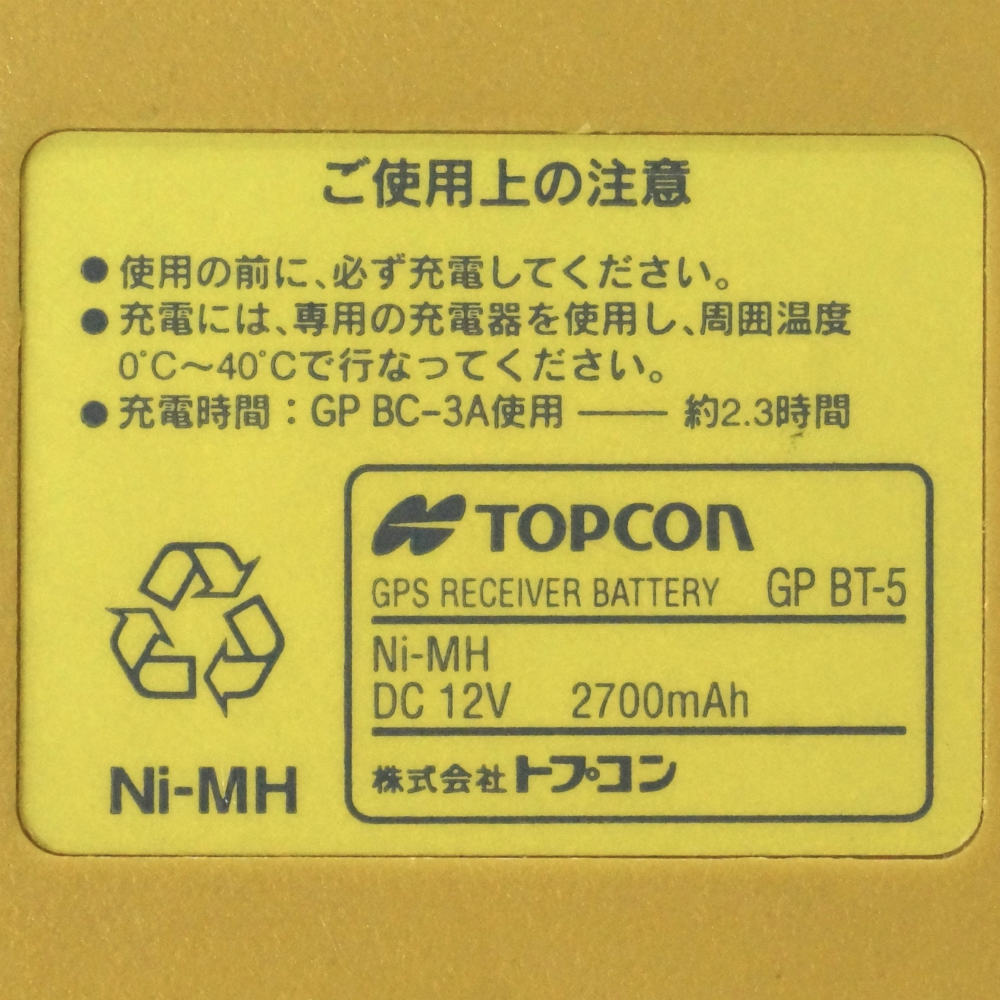 ご使用上の注意
●使用の前に、必ず充電してください。
●充電には、専用の充電器を使用し、周囲温度
0°C～40°Cで行なってください。
●充電時間：GP BC-3A使用 ―― 約2.3時間
TOPCON
GPS RECEIVER BATTERY GP BT-5
Ni-MH
DC 12V 2700mAh
株式会社トプコン
Ni-MH